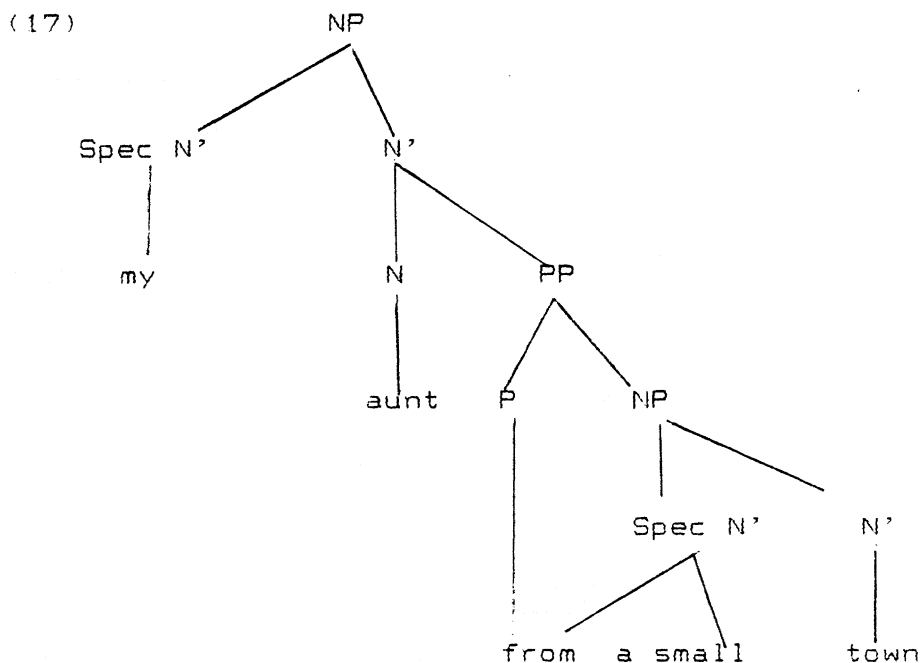 (17) NP
Spec N' N'
my N PP
aunt P NP
Spec N' N'
from a small town